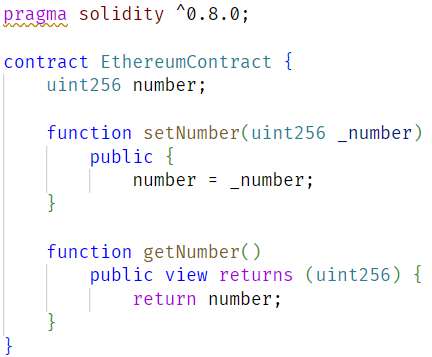 pragma solidity ^0.8.0;
contract EthereumContract {
uint256 number;
function setNumber(uint256 _number)
public {
number = _number;
}
function getNumber()
public view returns (uint256) {
return number;
}
}